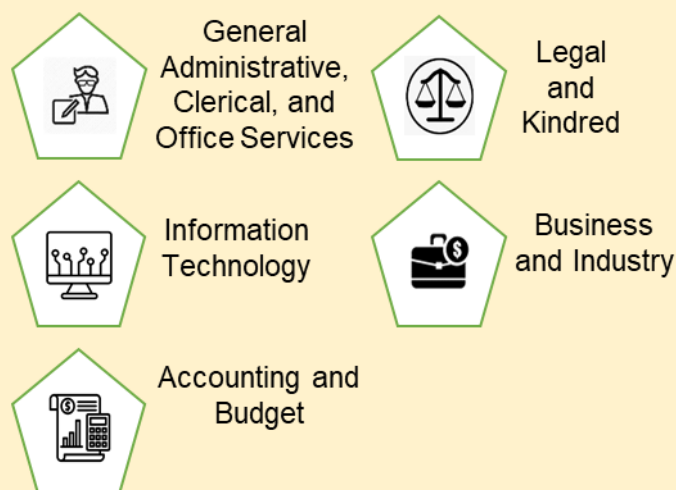 General
Administrative,
Clerical, and
Office Services
Legal
and
Kindred
Information
Technology
Business
and Industry
Accounting and
Budget